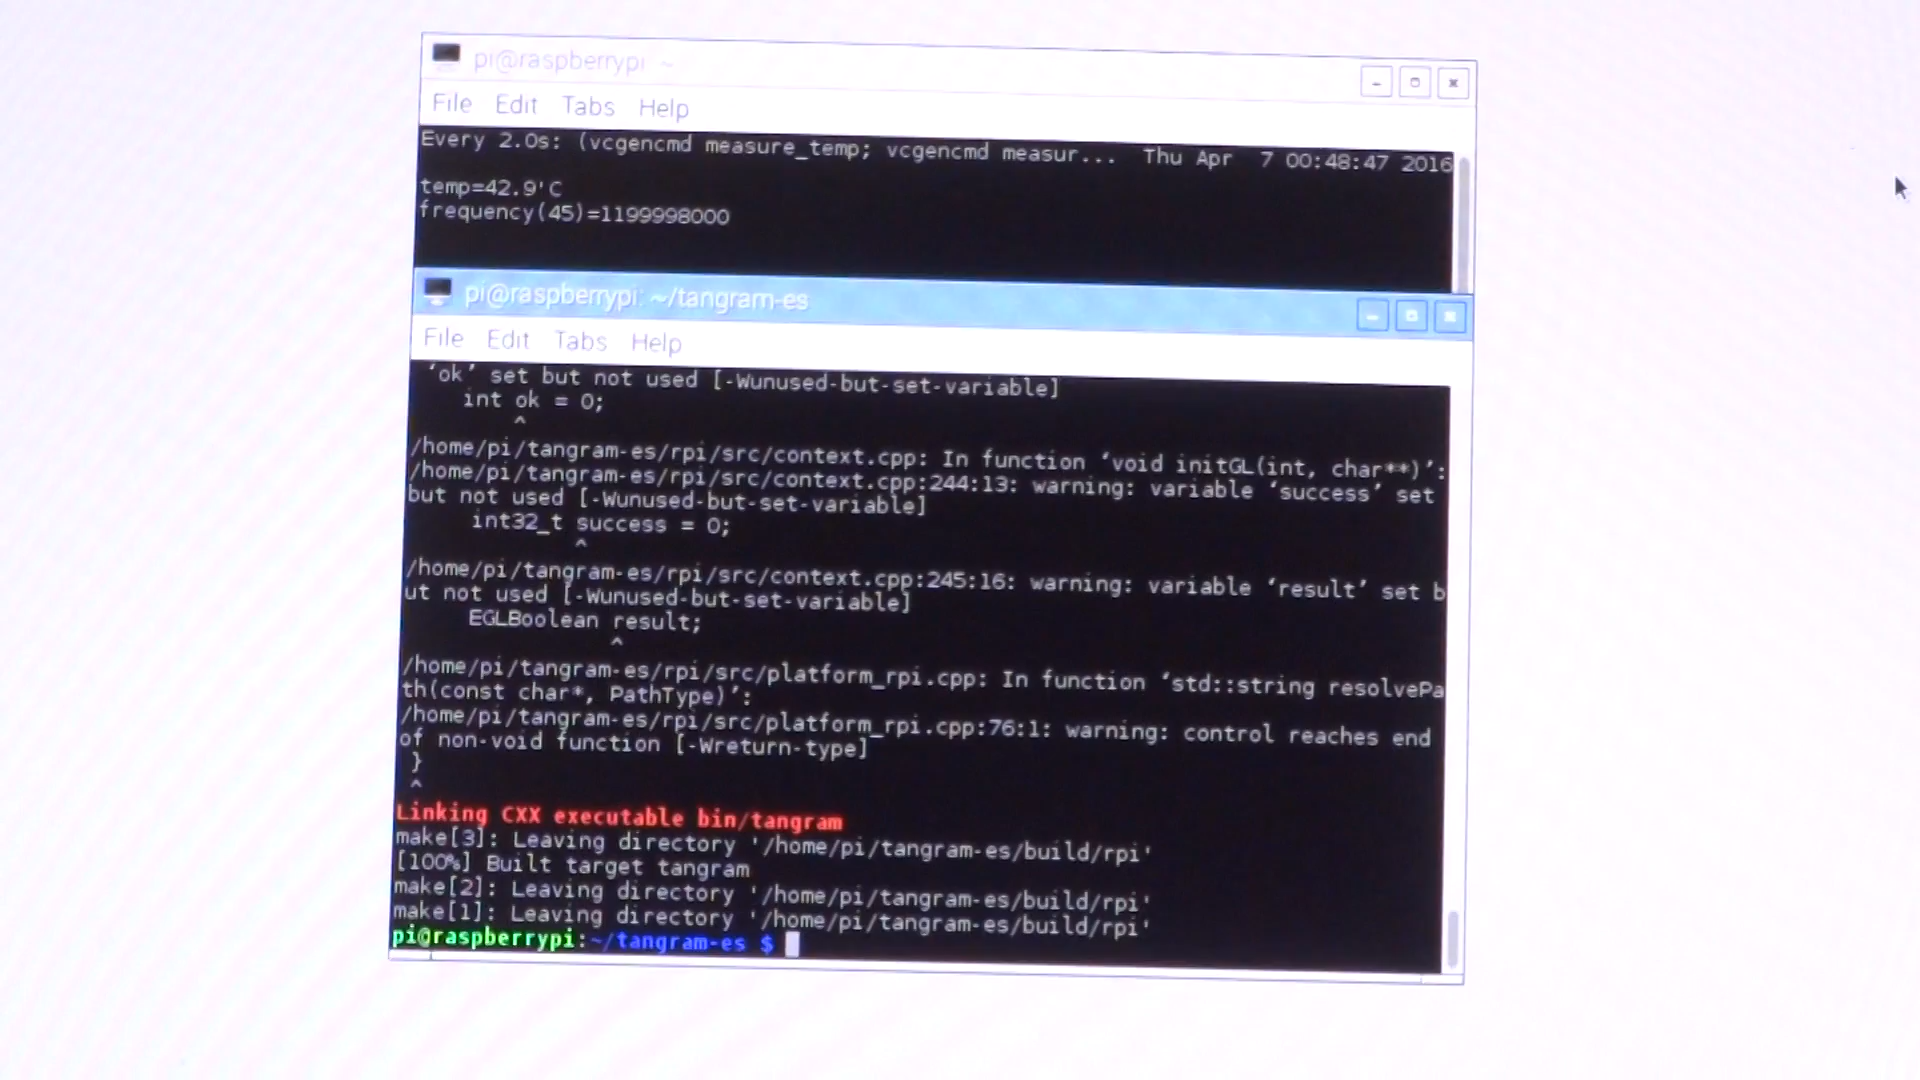 pi@raspberrypi: ~
File Edit Tabs Help
Every 2.0s: (vcgencmd measure_temp; vcgencmd measur... Thu Apr 7 00:48:47 2016
temp=42.9'C
frequency(45)=1199998000
pi@raspberrypi: ~/tangram-es
File Edit Tabs Help
‘ok’ set but not used [-Wunused-but-set-variable]
int ok = 0;
^
/home/pi/tangram-es/rpi/src/context.cpp: In function ‘void initGL(int, char**)’:
/home/pi/tangram-es/rpi/src/context.cpp:244:13: warning: variable ‘success’ set
but not used [-Wunused-but-set-variable]
int32_t success = 0;
^
/home/pi/tangram-es/rpi/src/context.cpp:245:16: warning: variable ‘result’ set b
ut not used [-Wunused-but-set-variable]
EGLBoolean result;
^
/home/pi/tangram-es/rpi/src/platform_rpi.cpp: In function ‘std::string resolvePa
th(const char*, PathType)’:
/home/pi/tangram-es/rpi/src/platform_rpi.cpp:76:1: warning: control reaches end
of non-void function [-Wreturn-type]
}
^
Linking CXX executable bin/tangram
make[3]: Leaving directory '/home/pi/tangram-es/build/rpi'
[100%] Built target tangram
make[2]: Leaving directory '/home/pi/tangram-es/build/rpi'
make[1]: Leaving directory '/home/pi/tangram-es/build/rpi'
pi@raspberrypi:~/tangram-es $